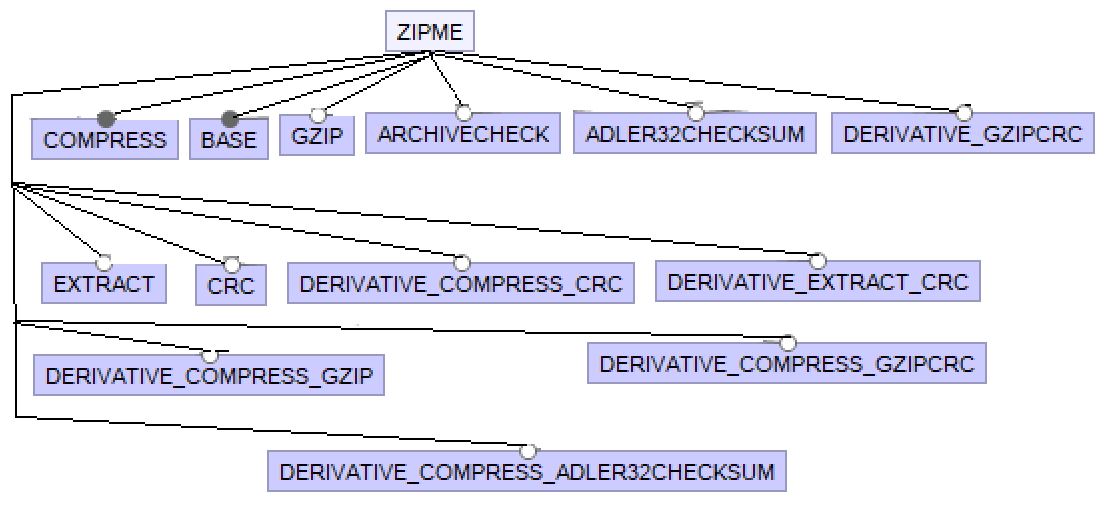 ZIPME
COMPRESS
BASE
GZIP
ARCHIVECHECK
ADLER32CHECKSUM
DERIVATIVE_GZIPCRC
EXTRACT
CRC
DERIVATIVE_COMPRESS_CRC
DERIVATIVE_EXTRACT_CRC
DERIVATIVE_COMPRESS_GZIP
DERIVATIVE_COMPRESS_GZIPCRC
DERIVATIVE_COMPRESS_ADLER32CHECKSUM